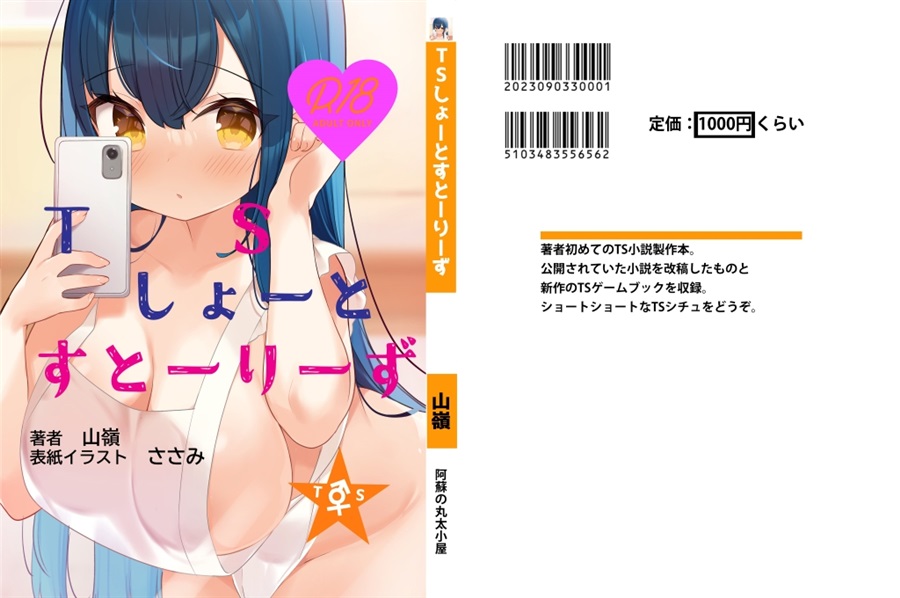 R18
ADULT ONLY
T S
しょーと
すとーりーず
著者 山嶺
表紙イラスト ささみ
T S
TSしょーとすとーりーず
山嶺
阿蘇の丸太小屋
2023090330001
5103483556562
定価：1000円くらい
著者初めてのTS小説製作本。
公開されていた小説を改稿したものと
新作のTSゲームブックを収録。
ショートショートなTSシチュをどうぞ。